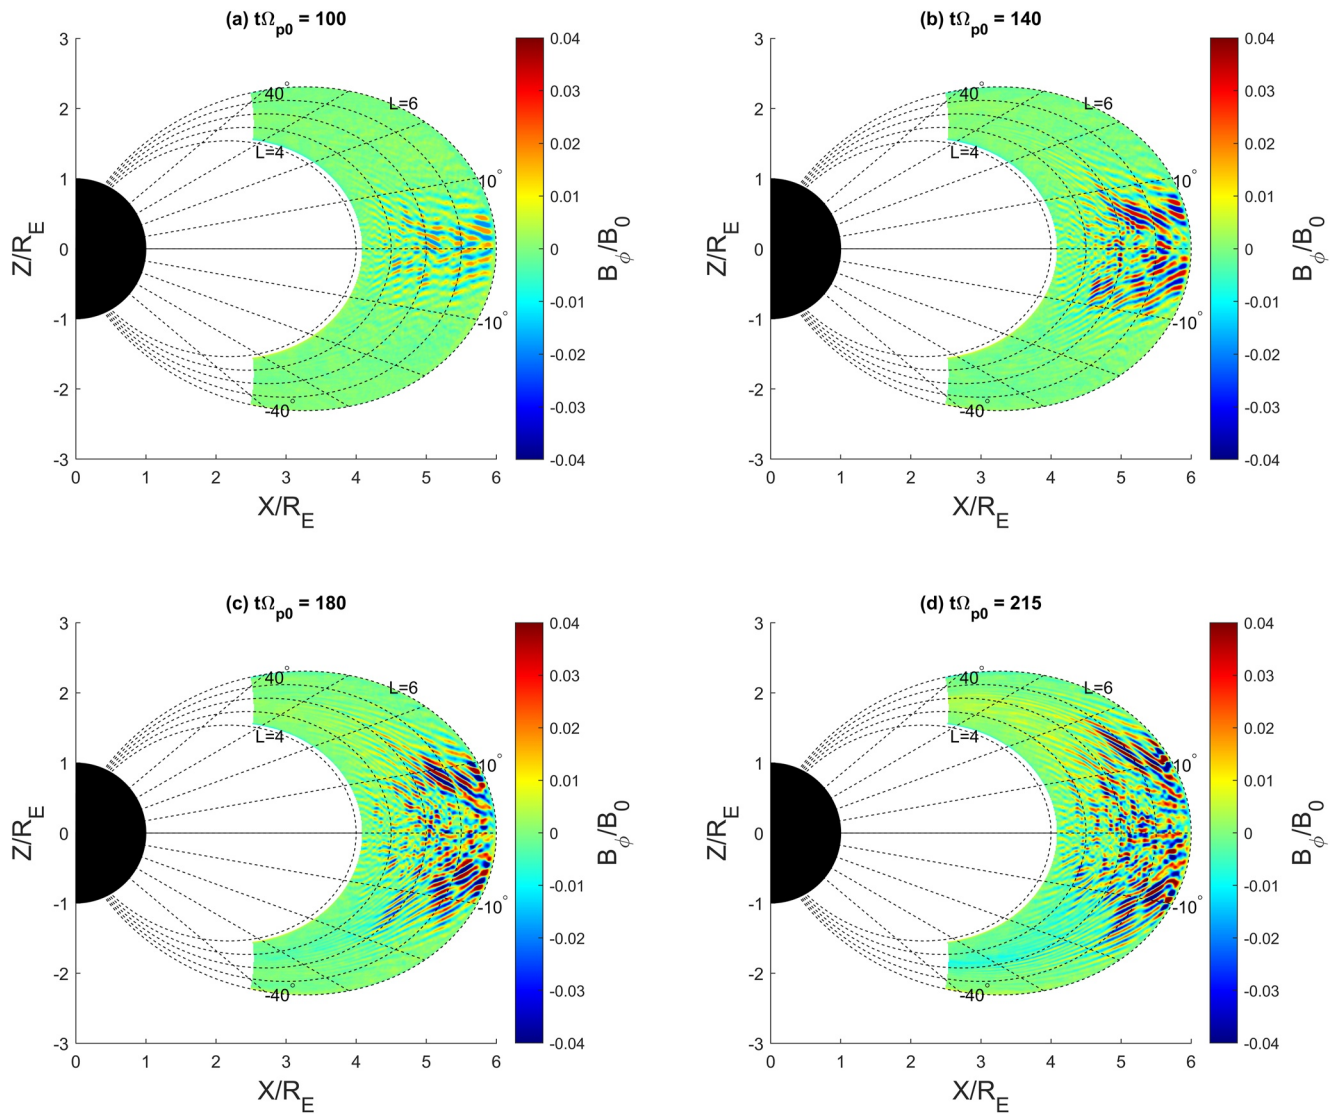 (a) tΩp0 = 100
3
2
1
0
-1
-2
-3
0 1 2 3 4 5 6
Z/RE
X/RE
40°
L=6
L=4
10°
-10°
-40°
0.04
0.03
0.02
0.01
0
-0.01
-0.02
-0.03
-0.04
Bϕ/B0
(b) tΩp0 = 140
3
2
1
0
-1
-2
-3
0 1 2 3 4 5 6
Z/RE
X/RE
40°
L=6
L=4
10°
-10°
-40°
0.04
0.03
0.02
0.01
0
-0.01
-0.02
-0.03
-0.04
Bϕ/B0
(c) tΩp0 = 180
3
2
1
0
-1
-2
-3
0 1 2 3 4 5 6
Z/RE
X/RE
40°
L=6
L=4
10°
-10°
-40°
0.04
0.03
0.02
0.01
0
-0.01
-0.02
-0.03
-0.04
Bϕ/B0
(d) tΩp0 = 215
3
2
1
0
-1
-2
-3
0 1 2 3 4 5 6
Z/RE
X/RE
40°
L=6
L=4
10°
-10°
-40°
0.04
0.03
0.02
0.01
0
-0.01
-0.02
-0.03
-0.04
Bϕ/B0